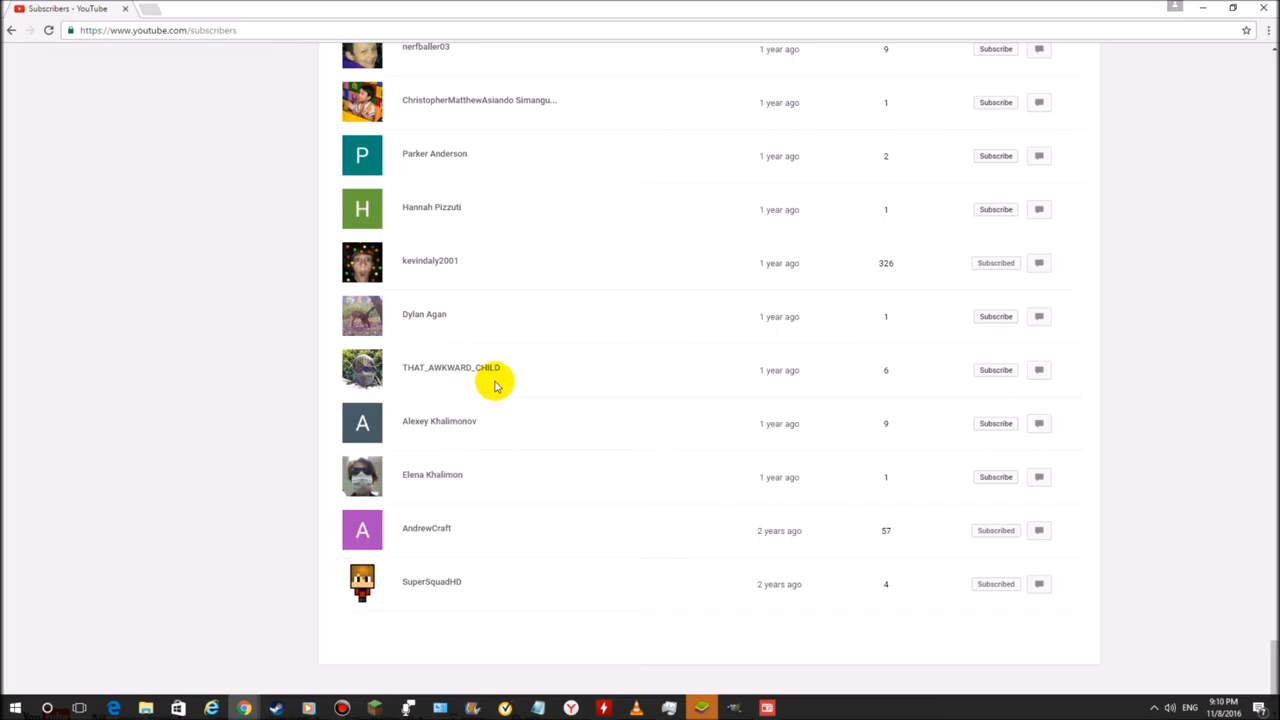 Subscribers - YouTube
https://www.youtube.com/subscribers
nerfballer03 1 year ago 9 Subscribe
ChristopherMatthewAsiando Simangu... 1 year ago 1 Subscribe
P Parker Anderson 1 year ago 2 Subscribe
H Hannah Pizzuti 1 year ago 1 Subscribe
kevindaly2001 1 year ago 326 Subscribed
Dylan Agan 1 year ago 1 Subscribe
THAT_AWKWARD_CHILD 1 year ago 6 Subscribe
A Alexey Khalimonov 1 year ago 9 Subscribe
Elena Khalimon 1 year ago 1 Subscribe
A AndrewCraft 2 years ago 57 Subscribed
SuperSquadHD 2 years ago 4 Subscribed
ENG 9:10 PM
11/8/2016